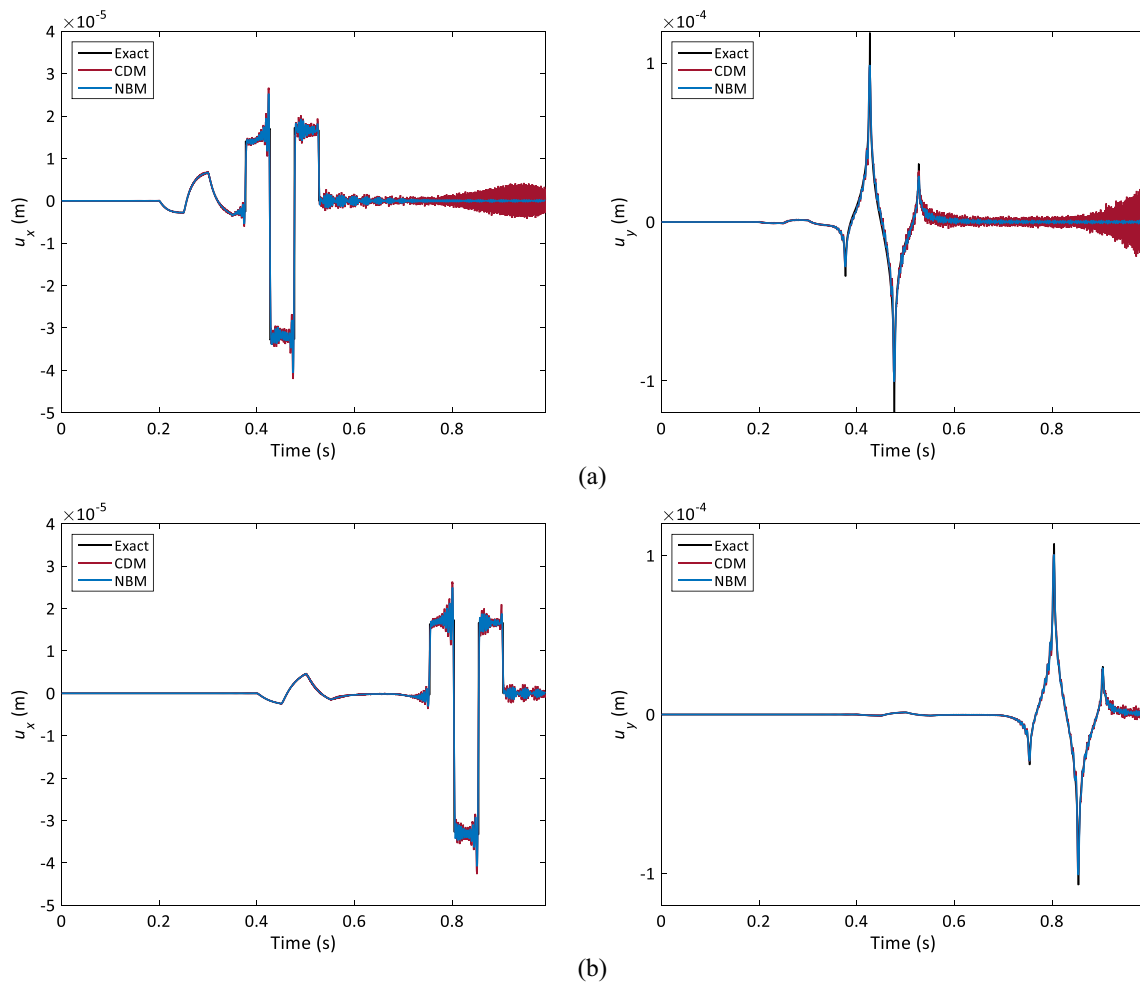 ×10⁻⁵
4
3
2
1
0
-1
-2
-3
-4
-5
u_x (m)
Exact
CDM
NBM
0 0.2 0.4 0.6 0.8
Time (s)
×10⁻⁴
1
0
-1
u_y (m)
Exact
CDM
NBM
0 0.2 0.4 0.6 0.8
Time (s)
(a)
×10⁻⁵
4
3
2
1
0
-1
-2
-3
-4
-5
u_x (m)
Exact
CDM
NBM
0 0.2 0.4 0.6 0.8
Time (s)
×10⁻⁴
1
0
-1
u_y (m)
Exact
CDM
NBM
0 0.2 0.4 0.6 0.8
Time (s)
(b)